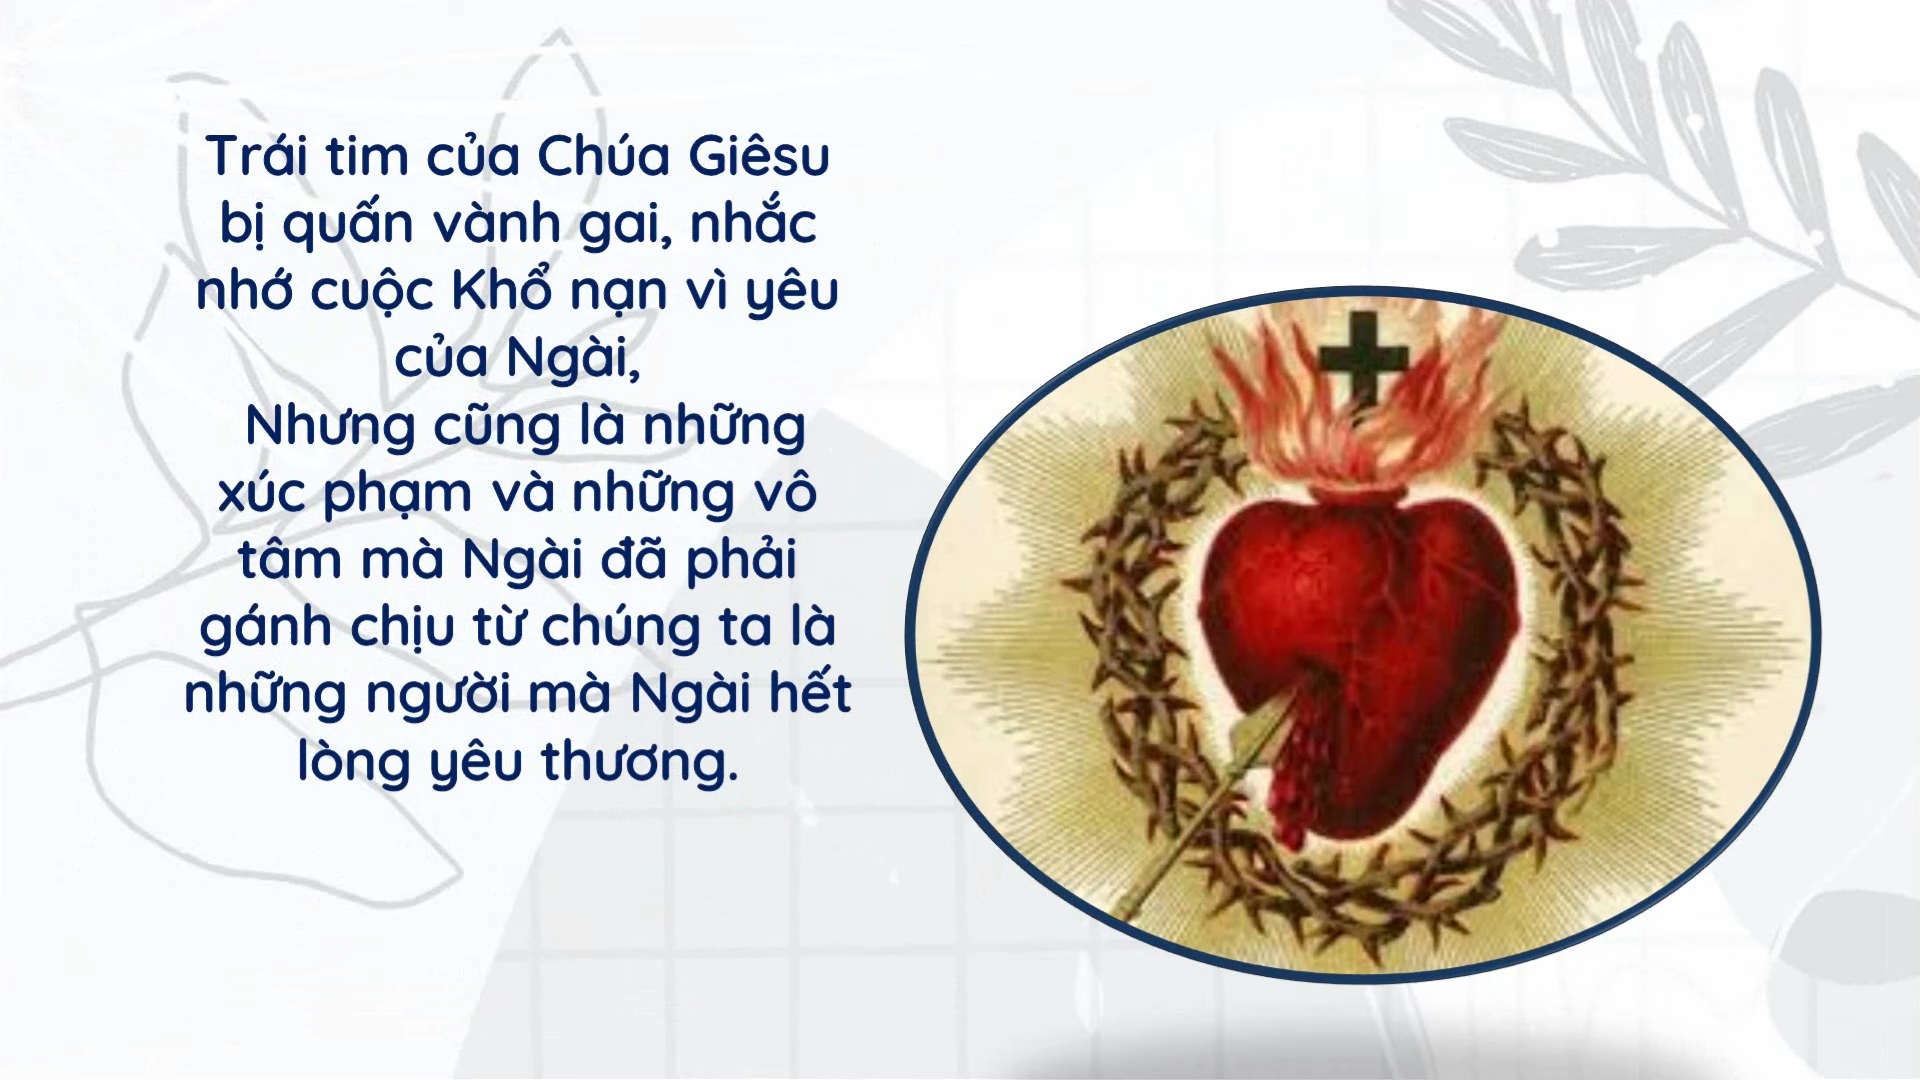 Trái tim của Chúa Giêsu
bị quấn vành gai, nhắc
nhớ cuộc Khổ nạn vì yêu
của Ngài,
Nhưng cũng là những
xúc phạm và những vô
tâm mà Ngài đã phải
gánh chịu từ chúng ta là
những người mà Ngài hết
lòng yêu thương.